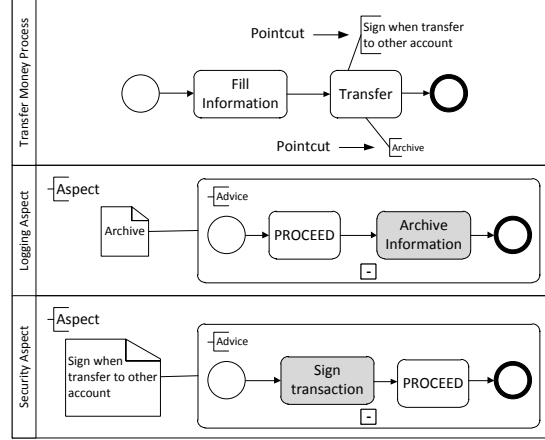 Transfer Money Process
Pointcut
Sign when transfer
to other account
Fill
Information
Transfer
Pointcut
Archive
Logging Aspect
Aspect
Archive
Advice
PROCEED
Archive
Information
-
Security Aspect
Aspect
Sign when
transfer to other
account
Advice
Sign
transaction
PROCEED
-